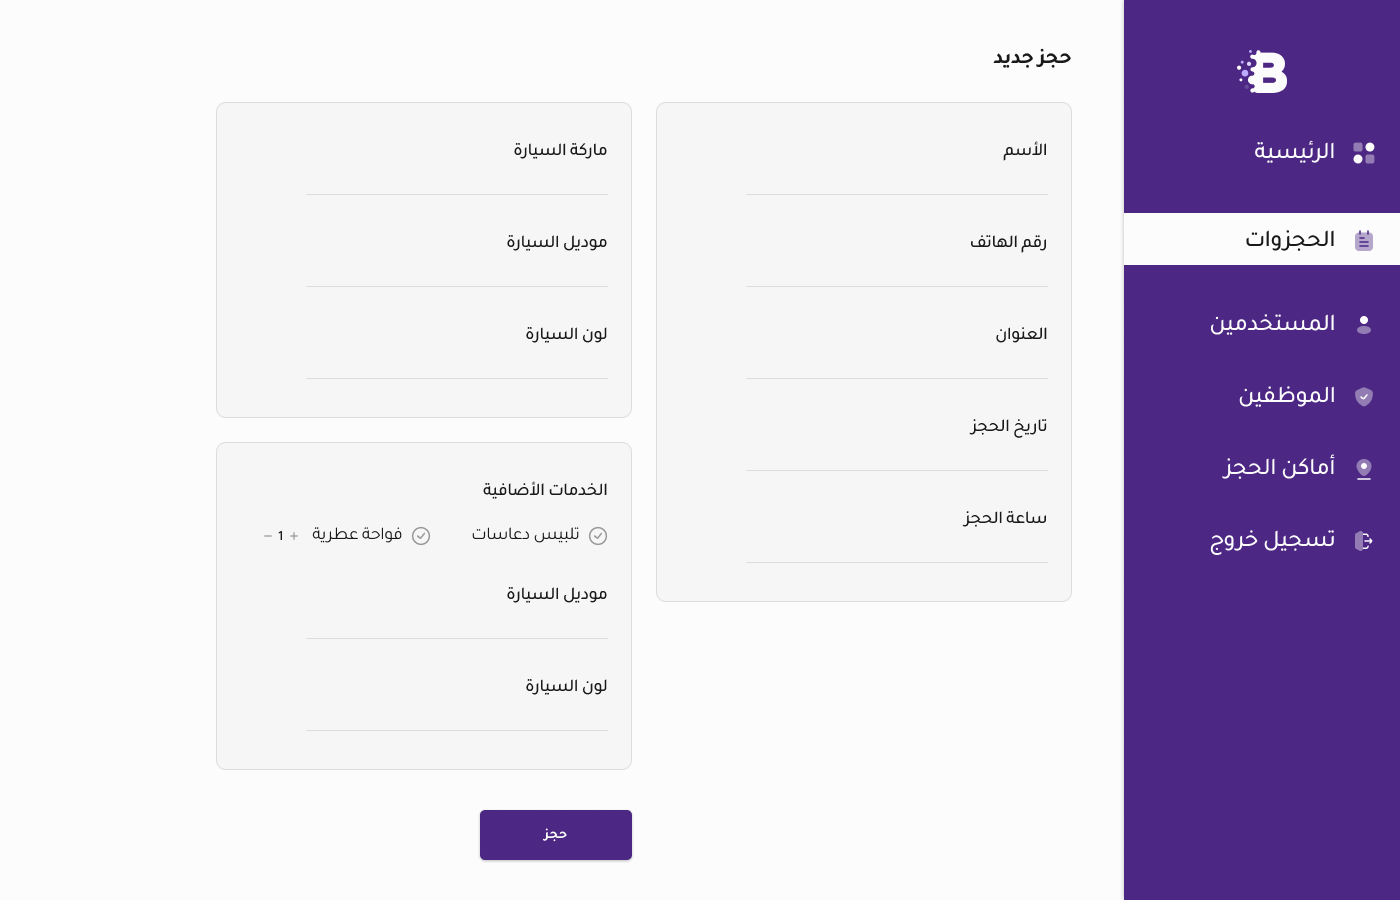 B
الرئيسية
الحجزوات
المستخدمين
الموظفين
أماكن الحجز
تسجيل خروج
حجز جديد
الأسم
رقم الهاتف
العنوان
تاريخ الحجز
ساعة الحجز
ماركة السيارة
موديل السيارة
لون السيارة
الخدمات الأضافية
تلبيس دعاسات
فواحة عطرية + 1 −
موديل السيارة
لون السيارة
حجز